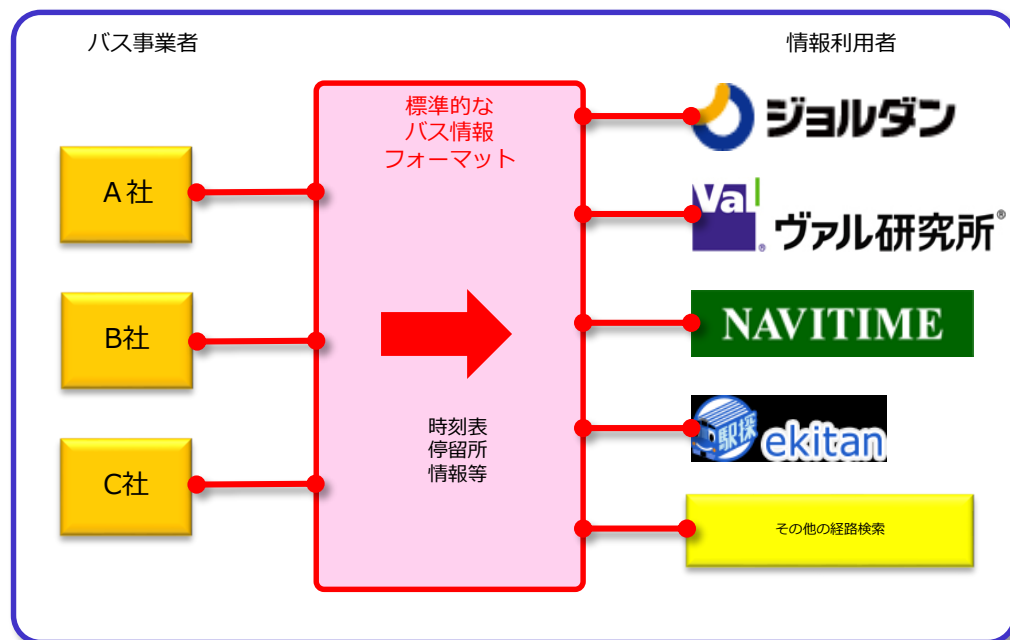 バス事業者
情報利用者
標準的な
バス情報
フォーマット
A社
B社
C社
時刻表
停留所
情報等
ジョルダン
Val
®
ヴァル研究所®
NAVITIME
駅探
ekitan
その他の経路検索